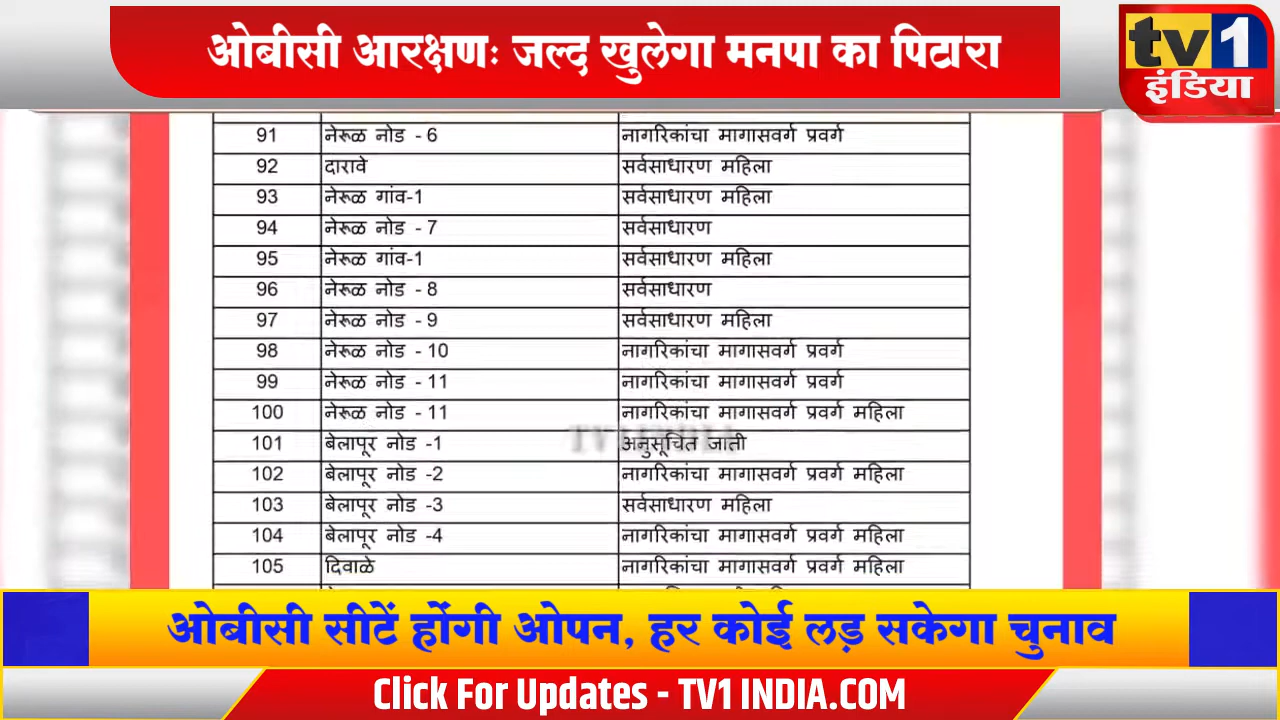 ओबीसी आरक्षणः जल्द खुलेगा मनपा का पिटारा
tv1
इंडिया
91 नेरूळ नोड - 6 नागरिकांचा मागासवर्ग प्रवर्ग
92 दारावे सर्वसाधारण महिला
93 नेरूळ गांव-1 सर्वसाधारण महिला
94 नेरूळ नोड - 7 सर्वसाधारण
95 नेरूळ गांव-1 सर्वसाधारण महिला
96 नेरूळ नोड - 8 सर्वसाधारण
97 नेरूळ नोड - 9 सर्वसाधारण महिला
98 नेरूळ नोड - 10 नागरिकांचा मागासवर्ग प्रवर्ग
99 नेरूळ नोड - 11 नागरिकांचा मागासवर्ग प्रवर्ग
100 नेरूळ नोड - 11 नागरिकांचा मागासवर्ग प्रवर्ग महिला
101 बेलापूर नोड -1 अनुसूचित जाती
102 बेलापूर नोड -2 नागरिकांचा मागासवर्ग प्रवर्ग महिला
103 बेलापूर नोड -3 सर्वसाधारण महिला
104 बेलापूर नोड -4 नागरिकांचा मागासवर्ग प्रवर्ग महिला
105 दिवाळे नागरिकांचा मागासवर्ग प्रवर्ग महिला
TV1 INDIA
ओबीसी सीटें होंगी ओपन, हर कोई लड़ सकेगा चुनाव
Click For Updates - TV1 INDIA.COM